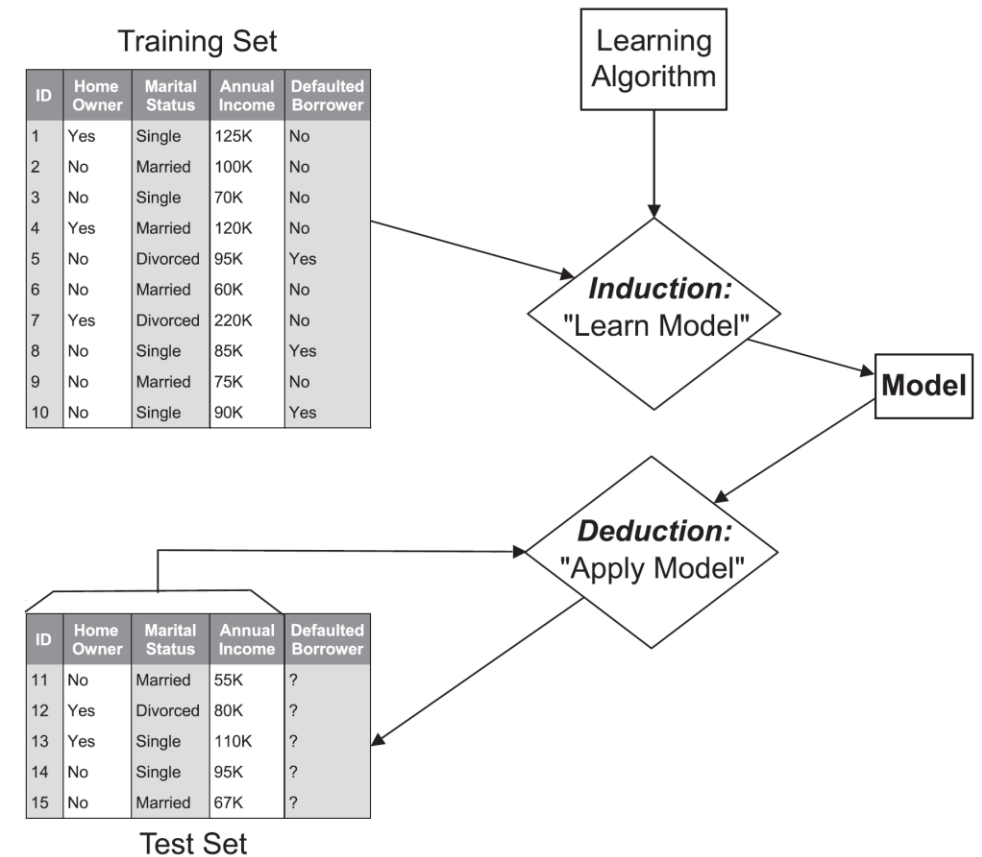 Training Set
ID Home Owner Marital Status Annual Income Defaulted Borrower
1 Yes Single 125K No
2 No Married 100K No
3 No Single 70K No
4 Yes Married 120K No
5 No Divorced 95K Yes
6 No Married 60K No
7 Yes Divorced 220K No
8 No Single 85K Yes
9 No Married 75K No
10 No Single 90K Yes
Learning
Algorithm
Induction:
"Learn Model"
Model
Deduction:
"Apply Model"
ID Home Owner Marital Status Annual Income Defaulted Borrower
11 No Married 55K ?
12 Yes Divorced 80K ?
13 Yes Single 110K ?
14 No Single 95K ?
15 No Married 67K ?
Test Set